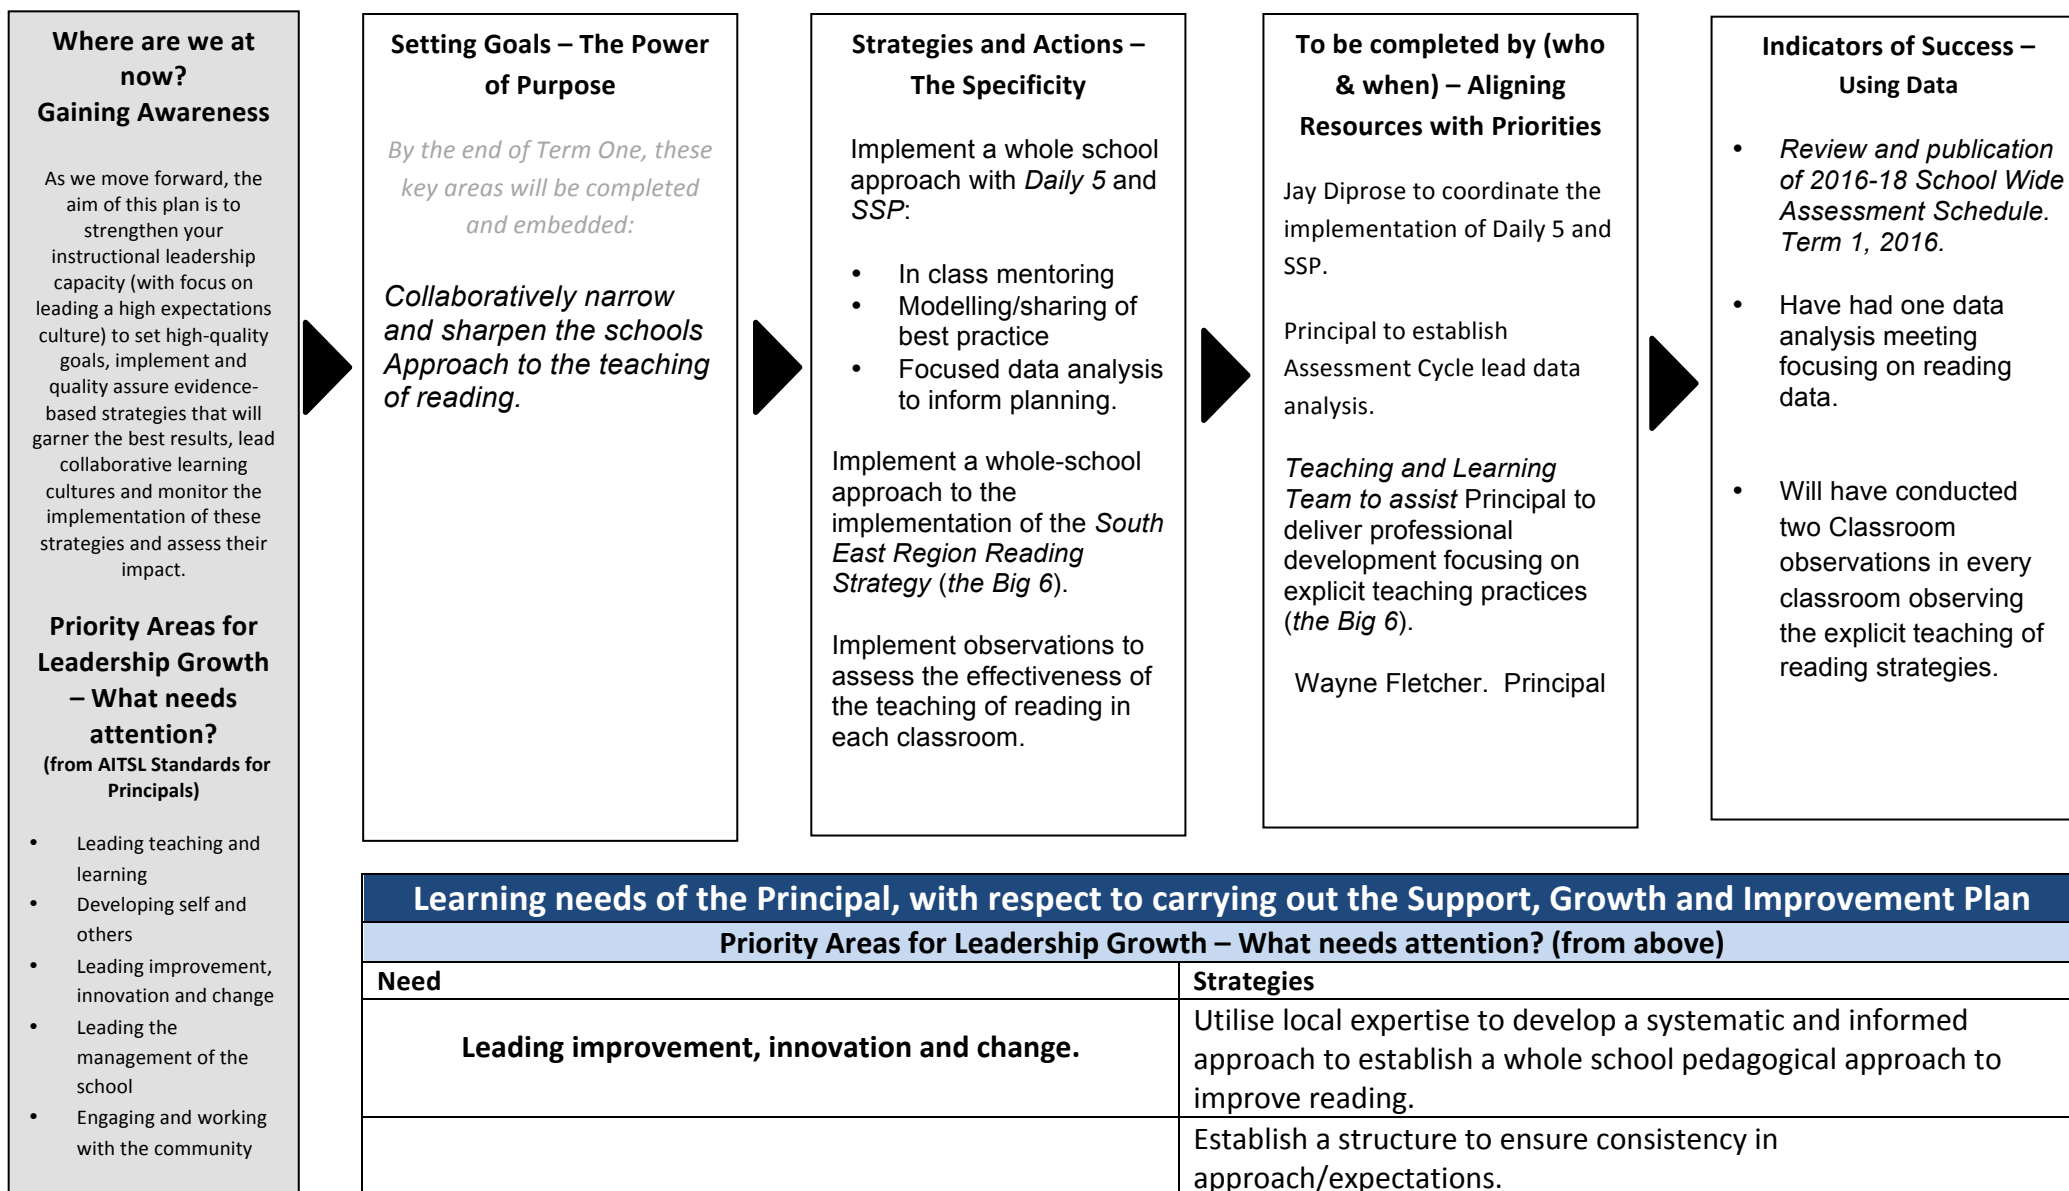 Where are we at
now?
Gaining Awareness
As we move forward, the
aim of this plan is to
strengthen your
instructional leadership
capacity (with focus on
leading a high expectations
culture) to set high-quality
goals, implement and
quality assure evidence-
based strategies that will
garner the best results, lead
collaborative learning
cultures and monitor the
implementation of these
strategies and assess their
impact.
Priority Areas for
Leadership Growth
– What needs
attention?
(from AITSL Standards for
Principals)
• Leading teaching and
learning
• Developing self and
others
• Leading improvement,
innovation and change
• Leading the
management of the
school
• Engaging and working
with the community
Setting Goals – The Power
of Purpose
By the end of Term One, these
key areas will be completed
and embedded:
Collaboratively narrow
and sharpen the schools
Approach to the teaching
of reading.
Strategies and Actions –
The Specificity
Implement a whole school
approach with Daily 5 and
SSP:
• In class mentoring
• Modelling/sharing of
best practice
• Focused data analysis
to inform planning.
Implement a whole-school
approach to the
implementation of the South
East Region Reading
Strategy (the Big 6).
Implement observations to
assess the effectiveness of
the teaching of reading in
each classroom.
To be completed by (who
& when) – Aligning
Resources with Priorities
Jay Diprose to coordinate the
implementation of Daily 5 and
SSP.
Principal to establish
Assessment Cycle lead data
analysis.
Teaching and Learning
Team to assist Principal to
deliver professional
development focusing on
explicit teaching practices
(the Big 6).
Wayne Fletcher. Principal
Indicators of Success –
Using Data
• Review and publication
of 2016-18 School Wide
Assessment Schedule.
Term 1, 2016.
• Have had one data
analysis meeting
focusing on reading
data.
• Will have conducted
two Classroom
observations in every
classroom observing
the explicit teaching of
reading strategies.
Learning needs of the Principal, with respect to carrying out the Support, Growth and Improvement Plan
Priority Areas for Leadership Growth – What needs attention? (from above)
Need
Strategies
Leading improvement, innovation and change.
Utilise local expertise to develop a systematic and informed
approach to establish a whole school pedagogical approach to
improve reading.
Establish a structure to ensure consistency in
approach/expectations.